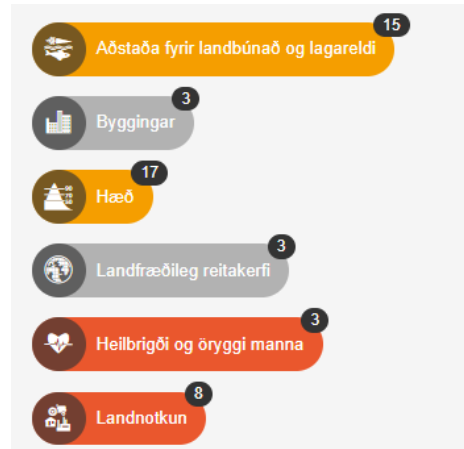 15
Aðstaða fyrir landbúnað og lagareldi
3
Byggingar
17
Hæð
3
Landfræðileg reitakerfi
3
Heilbrigði og öryggi manna
8
Landnotkun